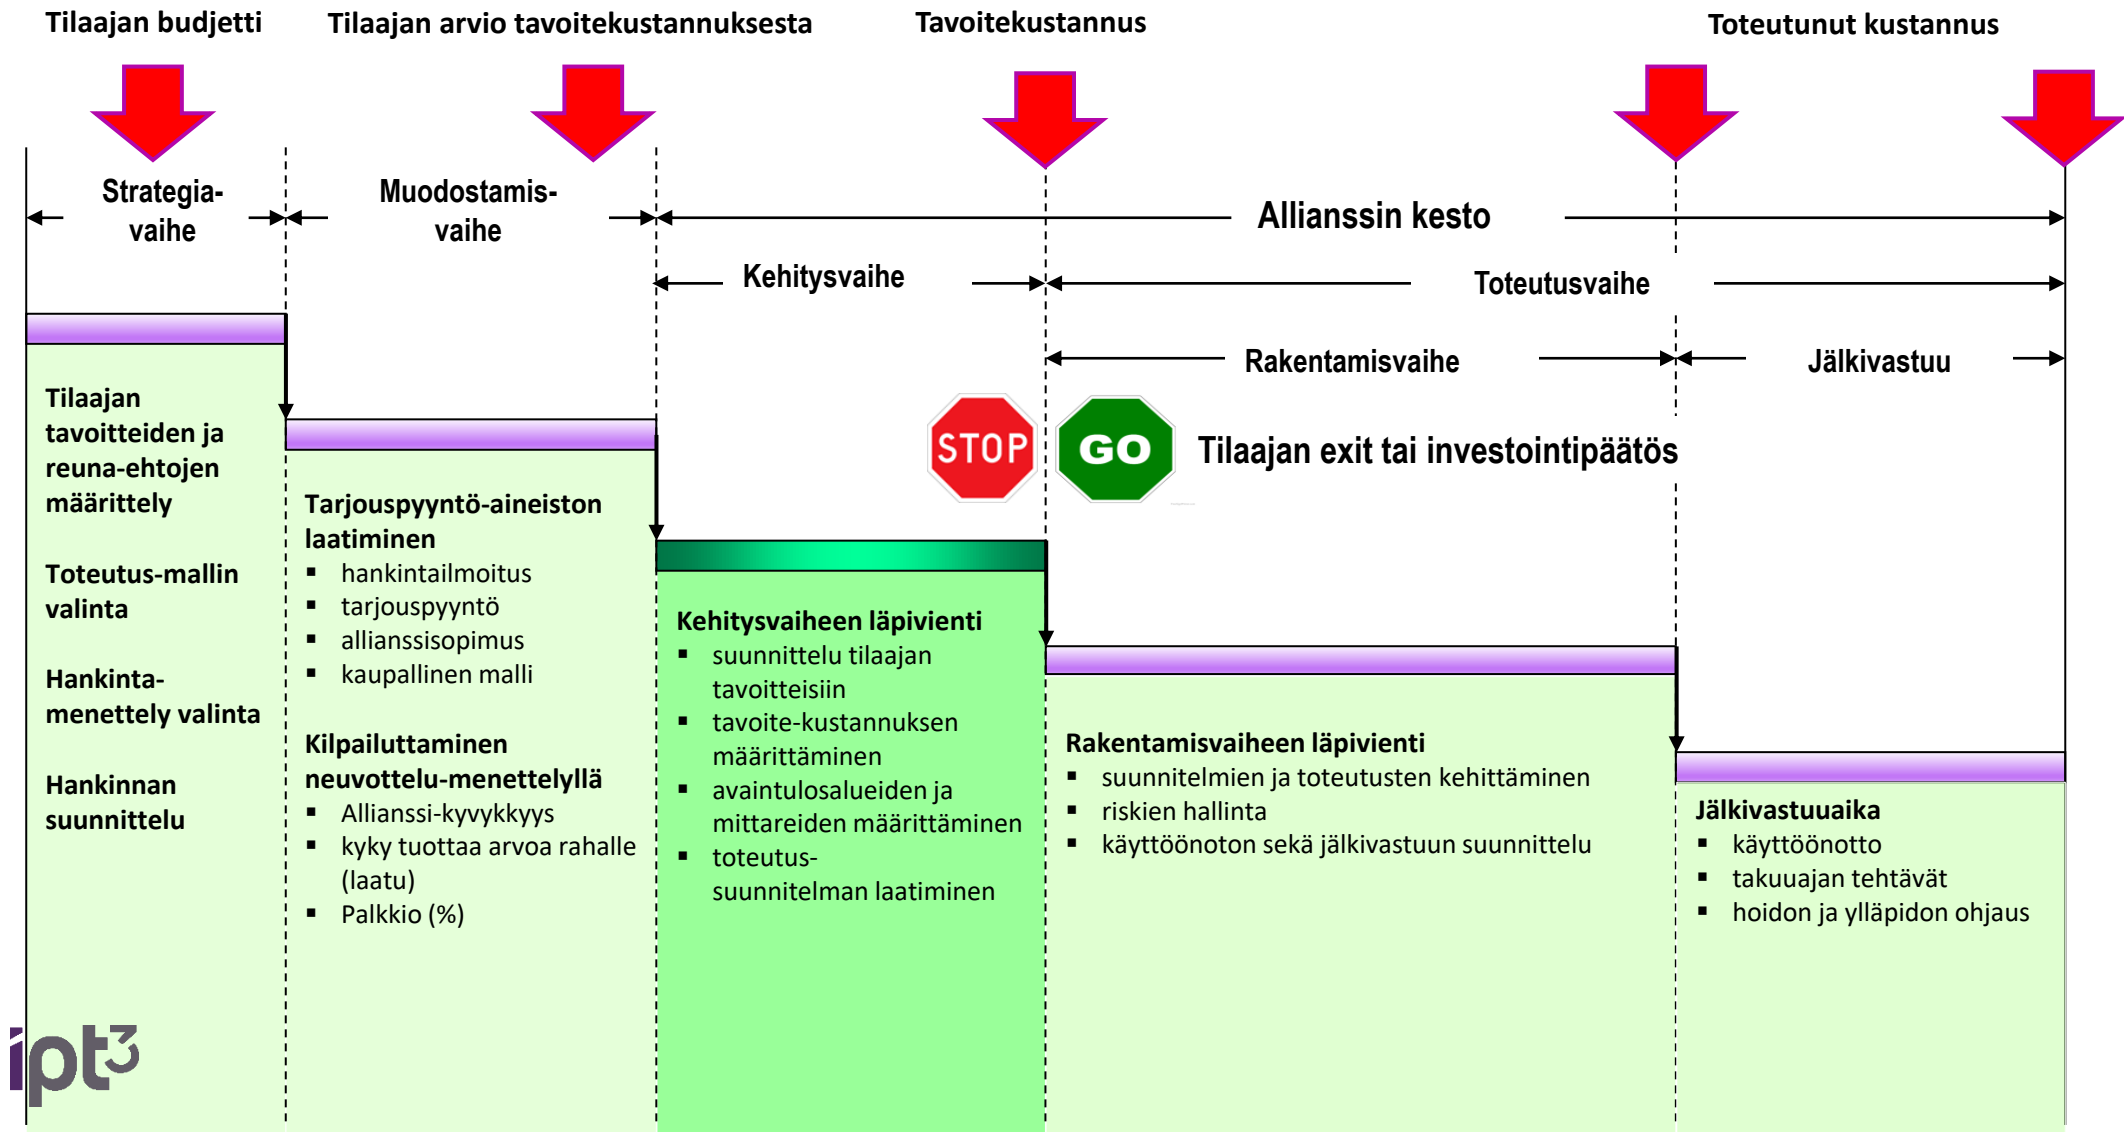 Tilaajan budjetti
Tilaajan arvio tavoitekustannuksesta
Tavoitekustannus
Toteutunut kustannus
Strategia-
vaihe
Muodostamis-
vaihe
Allianssin kesto
Kehitysvaihe
Toteutusvaihe
Rakentamisvaihe
Jälkivastuu
STOP
GO
Tilaajan exit tai investointipäätös
Tilaajan
tavoitteiden ja
reuna-ehtojen
määrittely
Toteutus-mallin
valinta
Hankinta-
menettely valinta
Hankinnan
suunnittelu
Tarjouspyyntö-aineiston
laatiminen
▪ hankintailmoitus
▪ tarjouspyyntö
▪ allianssisopimus
▪ kaupallinen malli
Kilpailuttaminen
neuvottelu-menettelyllä
▪ Allianssi-kyvykkyys
▪ kyky tuottaa arvoa rahalle
(laatu)
▪ Palkkio (%)
Kehitysvaiheen läpivienti
▪ suunnittelu tilaajan
tavoitteisiin
▪ tavoite-kustannuksen
määrittäminen
▪ avaintulosalueiden ja
mittareiden määrittäminen
▪ toteutus-
suunnitelman laatiminen
Rakentamisvaiheen läpivienti
▪ suunnitelmien ja toteutusten kehittäminen
▪ riskien hallinta
▪ käyttöönoton sekä jälkivastuun suunnittelu
Jälkivastuuaika
▪ käyttöönotto
▪ takuuajan tehtävät
▪ hoidon ja ylläpidon ohjaus
ipt3